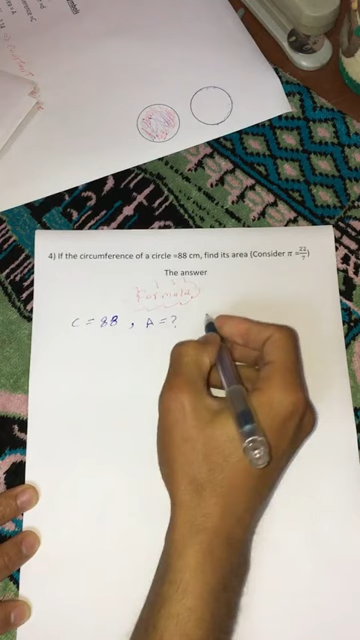 4) If the circumference of a circle =88 cm, find its area (Consider π =22/7)
The answer
Formula
C = 88 , A = ?